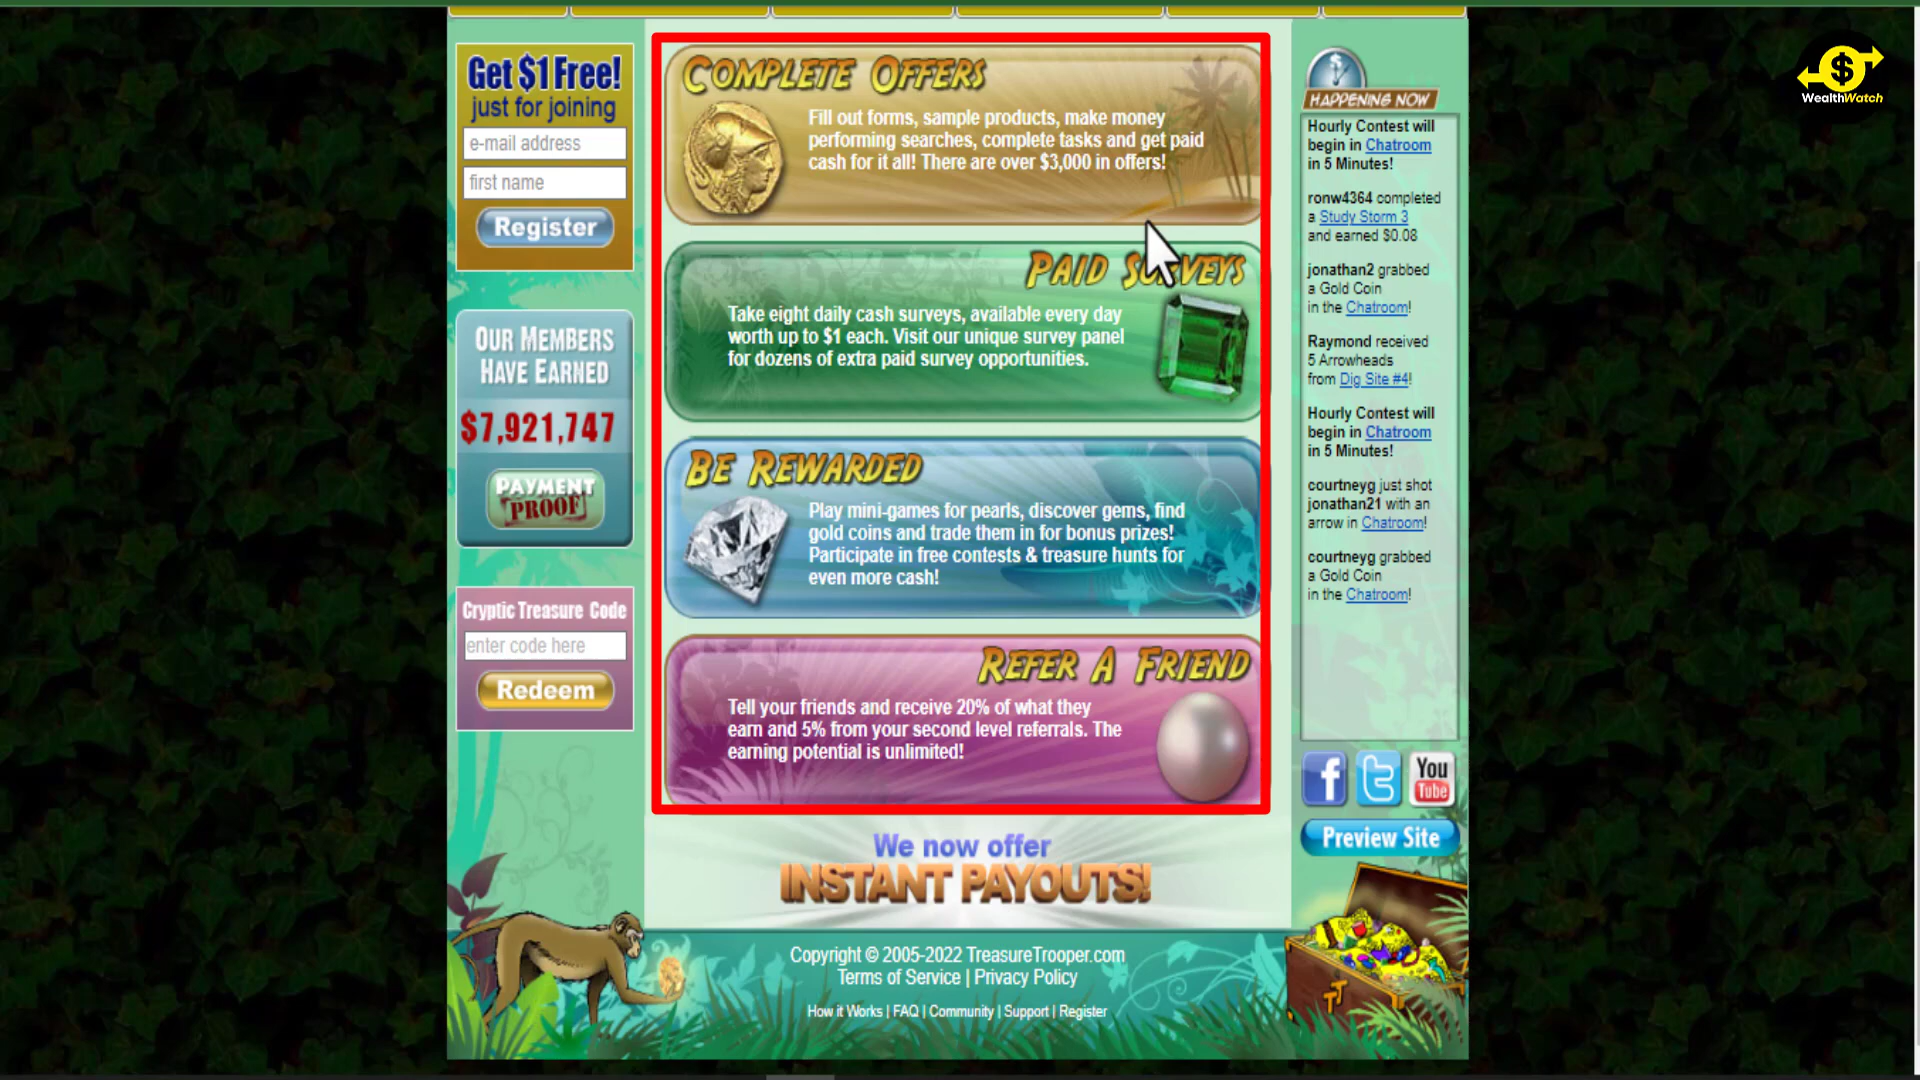 Get $1 Free!
just for joining
e-mail address
first name
Register
OUR MEMBERS
HAVE EARNED
$7,921,747
PAYMENT
PROOF
Cryptic Treasure Code
enter code here
Redeem
COMPLETE OFFERS
Fill out forms, sample products, make money
performing searches, complete tasks and get paid
cash for it all! There are over $3,000 in offers!
PAID SURVEYS
Take eight daily cash surveys, available every day
worth up to $1 each. Visit our unique survey panel
for dozens of extra paid survey opportunities.
BE REWARDED
Play mini-games for pearls, discover gems, find
gold coins and trade them in for bonus prizes!
Participate in free contests & treasure hunts for
even more cash!
REFER A FRIEND
Tell your friends and receive 20% of what they
earn and 5% from your second level referrals. The
earning potential is unlimited!
We now offer
INSTANT PAYOUTS!
HAPPENING NOW
Hourly Contest will
begin in Chatroom
in 5 Minutes!
ronw4364 completed
a Study Storm 3
and earned $0.08
jonathan2 grabbed
a Gold Coin
in the Chatroom!
Raymond received
5 Arrowheads
from Dig Site #4!
Hourly Contest will
begin in Chatroom
in 5 Minutes!
courtneyg just shot
jonathan21 with an
arrow in Chatroom!
courtneyg grabbed
a Gold Coin
in the Chatroom!
You
Tube
Preview Site
Copyright © 2005-2022 TreasureTrooper.com
Terms of Service | Privacy Policy
How it Works | FAQ | Community | Support | Register
WealthWatch